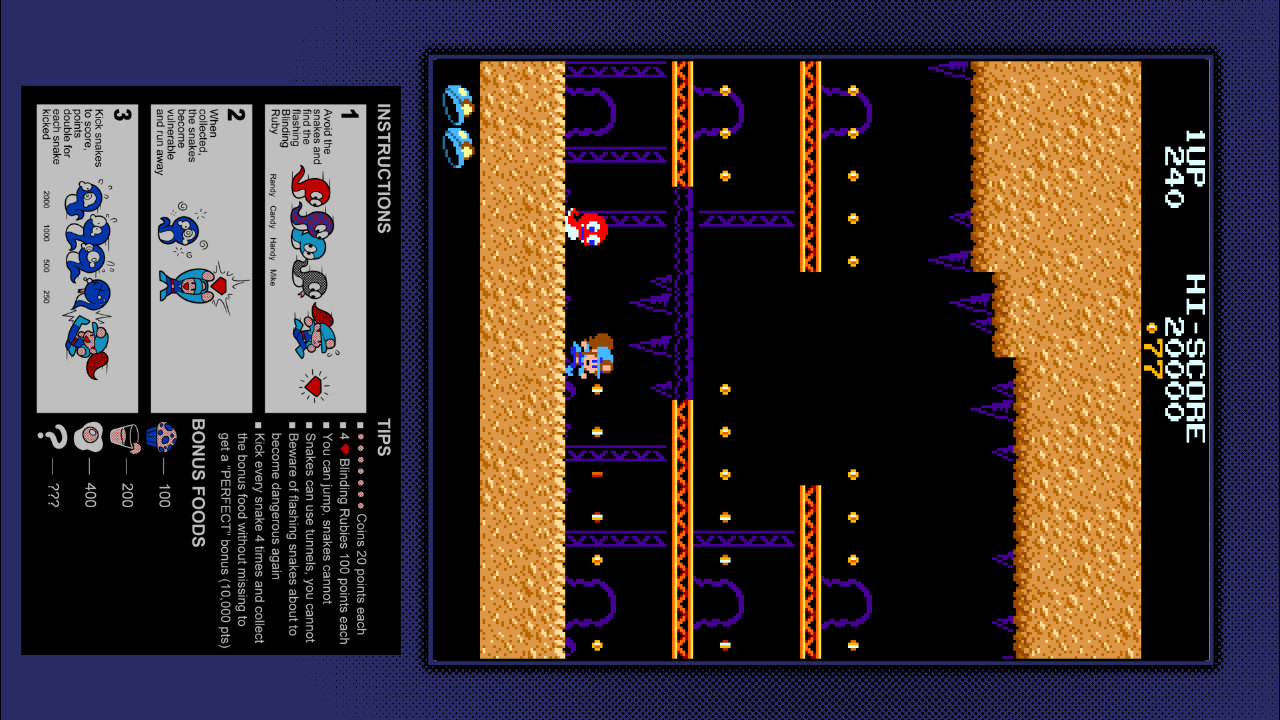 1UP
240
HI-SCORE
20000
77
INSTRUCTIONS
1
Avoid the
snakes and
find the
flashing
Blinding
Ruby
Randy Candy Handy Mike
2
When
collected,
the snakes
become
vulnerable
and run away
3
Kick snakes
to score,
points
double for
each snake
kicked
2000 1000 500 250
TIPS
■ Coins 20 points each
■ 4 Blinding Rubies 100 points each
■ You can jump, snakes cannot
■ Snakes can use tunnels, you cannot
■ Beware of flashing snakes about to
become dangerous again
■ Kick every snake 4 times and collect
the bonus food without missing to
get a "PERFECT" bonus (10,000 pts)
BONUS FOODS
— 100
— 200
— 400
? — ???